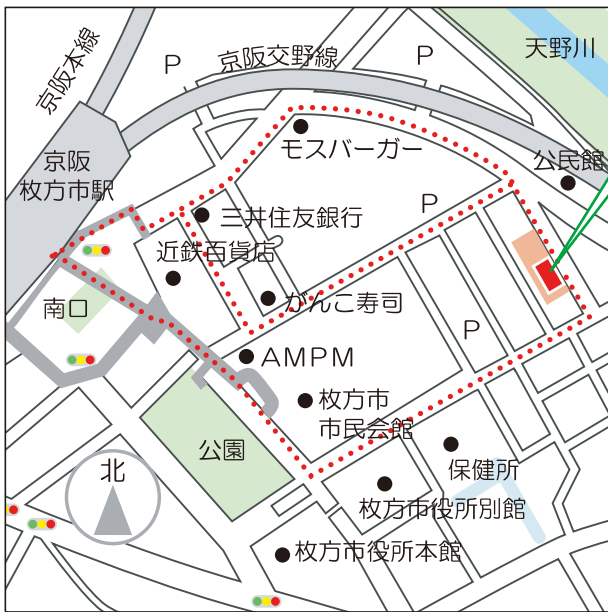 天野川
京阪本線
P
京阪交野線
P
モスバーガー
公民館
京阪
枚方市駅
三井住友銀行
P
近鉄百貨店
がんこ寿司
南口
P
AMPM
枚方市
市民会館
公園
保健所
北
枚方市役所別館
枚方市役所本館